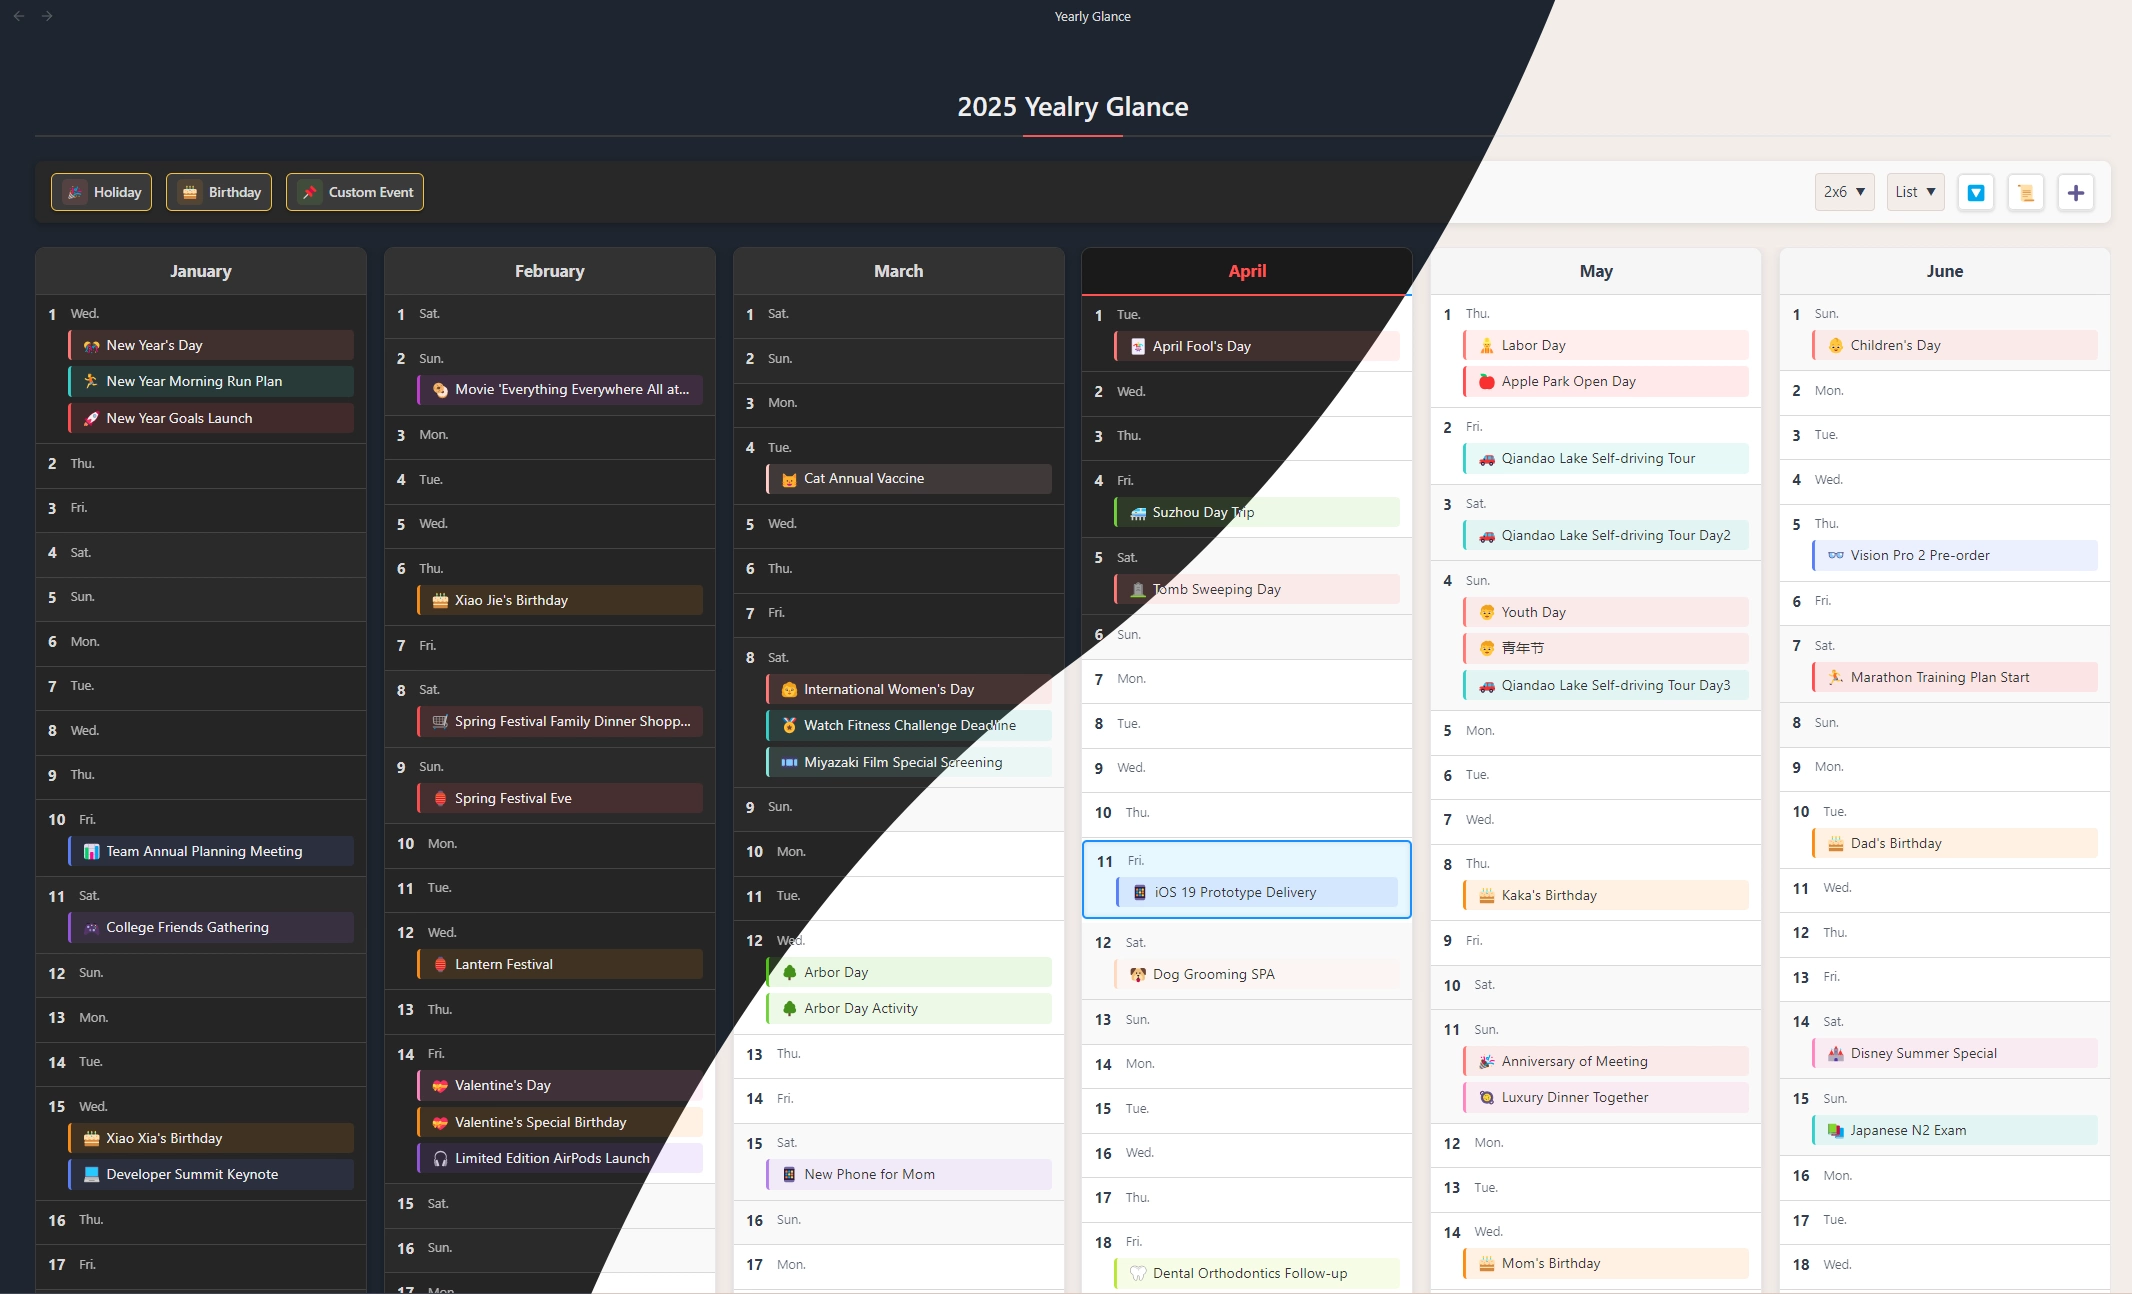 Yearly Glance
2025 Yealry Glance
Holiday
Birthday
Custom Event
2x6 ▼
List ▼
January
1 Wed.
New Year's Day
New Year Morning Run Plan
New Year Goals Launch
2 Thu.
3 Fri.
4 Sat.
5 Sun.
6 Mon.
7 Tue.
8 Wed.
9 Thu.
10 Fri.
Team Annual Planning Meeting
11 Sat.
College Friends Gathering
12 Sun.
13 Mon.
14 Tue.
15 Wed.
Xiao Xia's Birthday
Developer Summit Keynote
16 Thu.
17 Fri.
February
1 Sat.
2 Sun.
Movie 'Everything Everywhere All at...
3 Mon.
4 Tue.
5 Wed.
6 Thu.
Xiao Jie's Birthday
7 Fri.
8 Sat.
Spring Festival Family Dinner Shopp...
9 Sun.
Spring Festival Eve
10 Mon.
11 Tue.
12 Wed.
Lantern Festival
13 Thu.
14 Fri.
Valentine's Day
Valentine's Special Birthday
Limited Edition AirPods Launch
15 Sat.
16 Sun.
17 Mon.
March
1 Sat.
2 Sun.
3 Mon.
4 Tue.
Cat Annual Vaccine
5 Wed.
6 Thu.
7 Fri.
8 Sat.
International Women's Day
Watch Fitness Challenge Deadline
Miyazaki Film Special Screening
9 Sun.
10 Mon.
11 Tue.
12 Wed.
Arbor Day
Arbor Day Activity
13 Thu.
14 Fri.
15 Sat.
New Phone for Mom
16 Sun.
17 Mon.
April
1 Tue.
April Fool's Day
2 Wed.
3 Thu.
4 Fri.
Suzhou Day Trip
5 Sat.
Tomb Sweeping Day
6 Sun.
7 Mon.
8 Tue.
9 Wed.
10 Thu.
11 Fri.
iOS 19 Prototype Delivery
12 Sat.
Dog Grooming SPA
13 Sun.
14 Mon.
15 Tue.
16 Wed.
17 Thu.
18 Fri.
Dental Orthodontics Follow-up
May
1 Thu.
Labor Day
Apple Park Open Day
2 Fri.
Qiandao Lake Self-driving Tour
3 Sat.
Qiandao Lake Self-driving Tour Day2
4 Sun.
Youth Day
青年节
Qiandao Lake Self-driving Tour Day3
5 Mon.
6 Tue.
7 Wed.
8 Thu.
Kaka's Birthday
9 Fri.
10 Sat.
11 Sun.
Anniversary of Meeting
Luxury Dinner Together
12 Mon.
13 Tue.
14 Wed.
Mom's Birthday
June
1 Sun.
Children's Day
2 Mon.
3 Tue.
4 Wed.
5 Thu.
Vision Pro 2 Pre-order
6 Fri.
7 Sat.
Marathon Training Plan Start
8 Sun.
9 Mon.
10 Tue.
Dad's Birthday
11 Wed.
12 Thu.
13 Fri.
14 Sat.
Disney Summer Special
15 Sun.
Japanese N2 Exam
16 Mon.
17 Tue.
18 Wed.